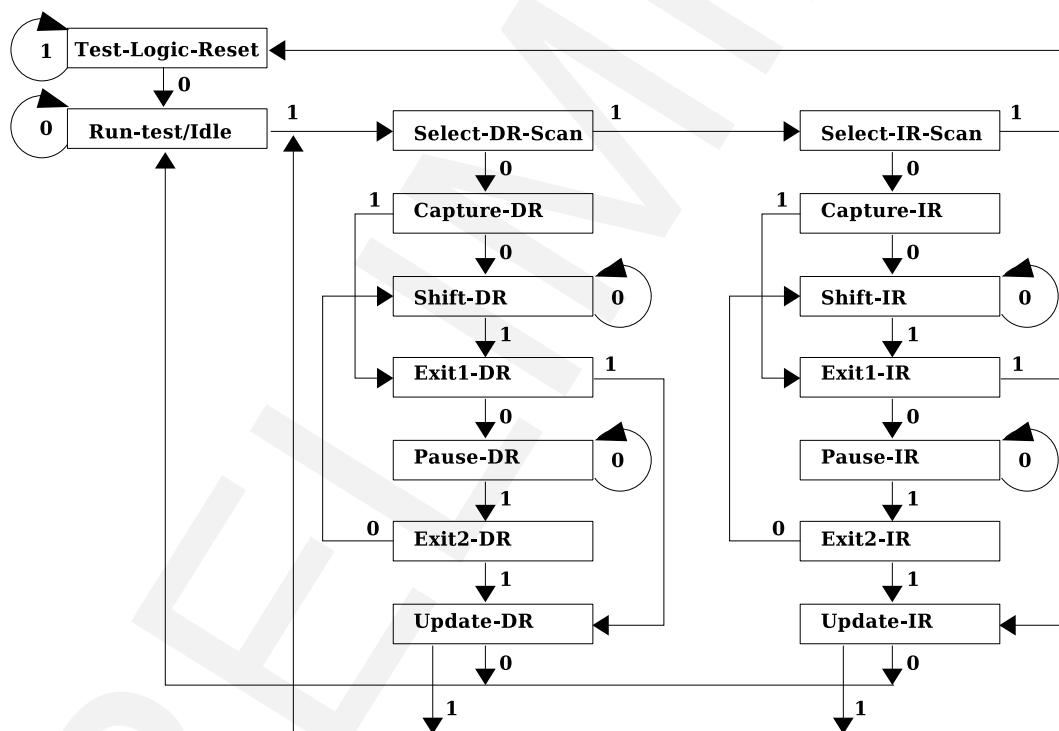 Test-Logic-Reset
1
0
Run-test/Idle
0
1
Select-DR-Scan
1
Select-IR-Scan
1
0
0
1
Capture-DR
1
Capture-IR
0
0
Shift-DR
0
Shift-IR
0
1
1
Exit1-DR
1
Exit1-IR
1
0
0
Pause-DR
0
Pause-IR
0
1
1
0
Exit2-DR
0
Exit2-IR
1
1
Update-DR
Update-IR
0
0
1
1